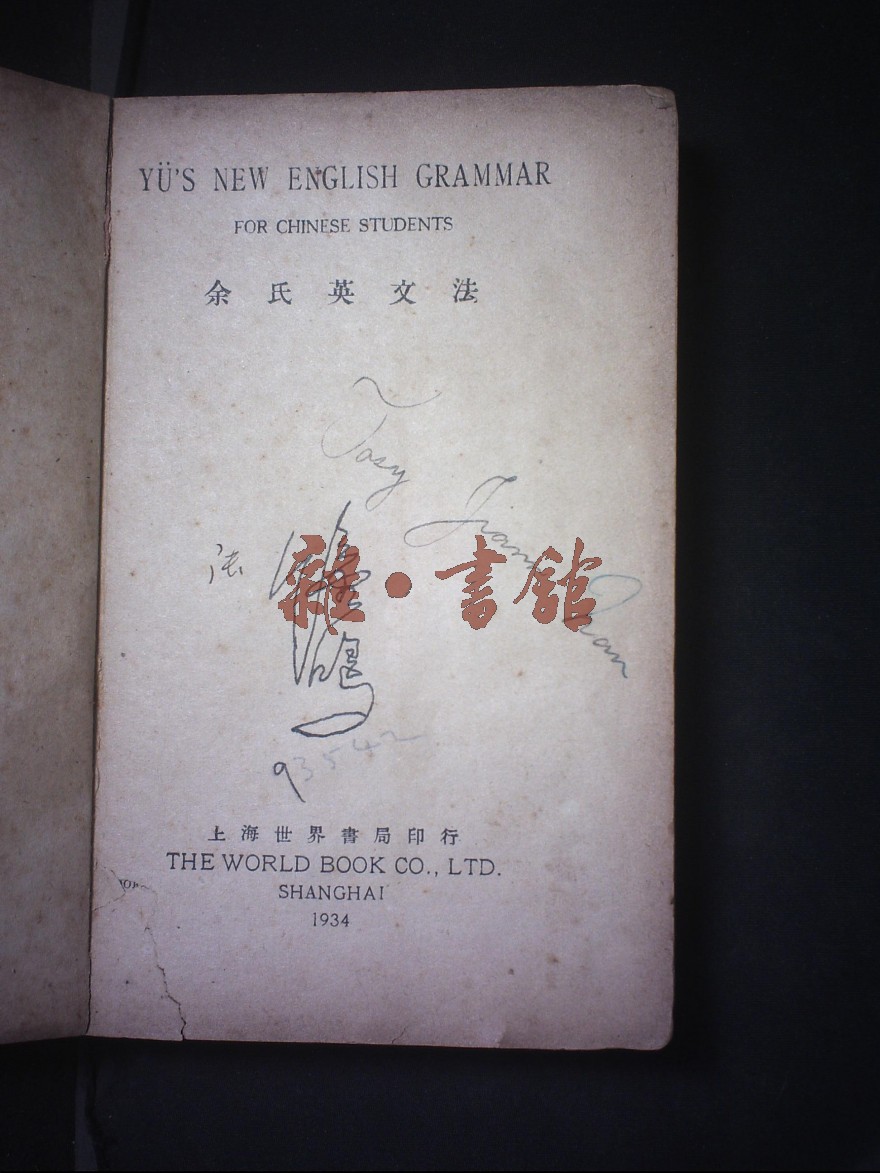 YÜ'S NEW ENGLISH GRAMMAR
FOR CHINESE STUDENTS
余氏英文法
Tosy
雜·書館
93542
上海世界書局印行
THE WORLD BOOK CO., LTD.
SHANGHAI
1934